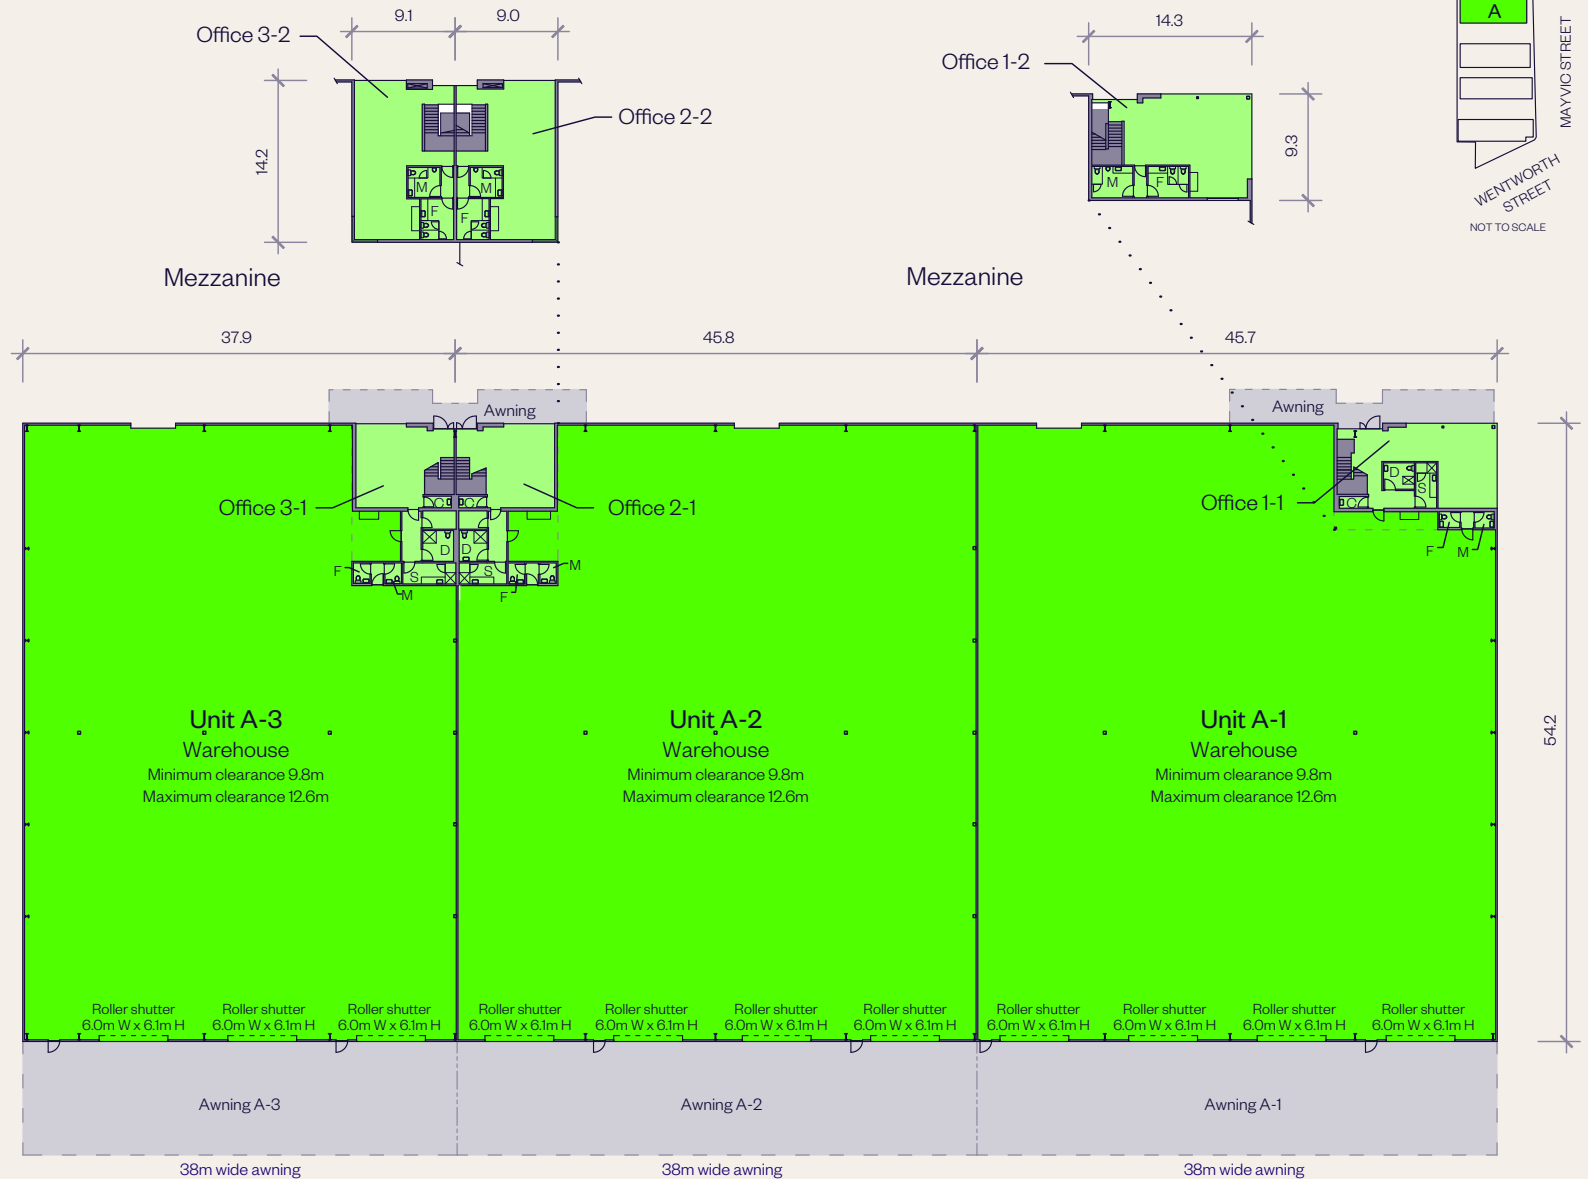 9.1
9.0
Office 3-2
14.2
Office 2-2
M
M
F
F
Mezzanine
14.3
Office 1-2
9.3
M
F
Mezzanine
A
MAYVIC STREET
WENTWORTH
STREET
NOT TO SCALE
37.9
45.8
45.7
Awning
Awning
Office 3-1
Office 2-1
Office 1-1
C
C
D
D
S
S
F
M
F
M
D
S
C
F
M
54.2
Unit A-3
Warehouse
Minimum clearance 9.8m
Maximum clearance 12.6m
Unit A-2
Warehouse
Minimum clearance 9.8m
Maximum clearance 12.6m
Unit A-1
Warehouse
Minimum clearance 9.8m
Maximum clearance 12.6m
Roller shutter
6.0m W x 6.1m H
Roller shutter
6.0m W x 6.1m H
Roller shutter
6.0m W x 6.1m H
Roller shutter
6.0m W x 6.1m H
Roller shutter
6.0m W x 6.1m H
Roller shutter
6.0m W x 6.1m H
Roller shutter
6.0m W x 6.1m H
Roller shutter
6.0m W x 6.1m H
Roller shutter
6.0m W x 6.1m H
Roller shutter
6.0m W x 6.1m H
Roller shutter
6.0m W x 6.1m H
Awning A-3
Awning A-2
Awning A-1
38m wide awning
38m wide awning
38m wide awning